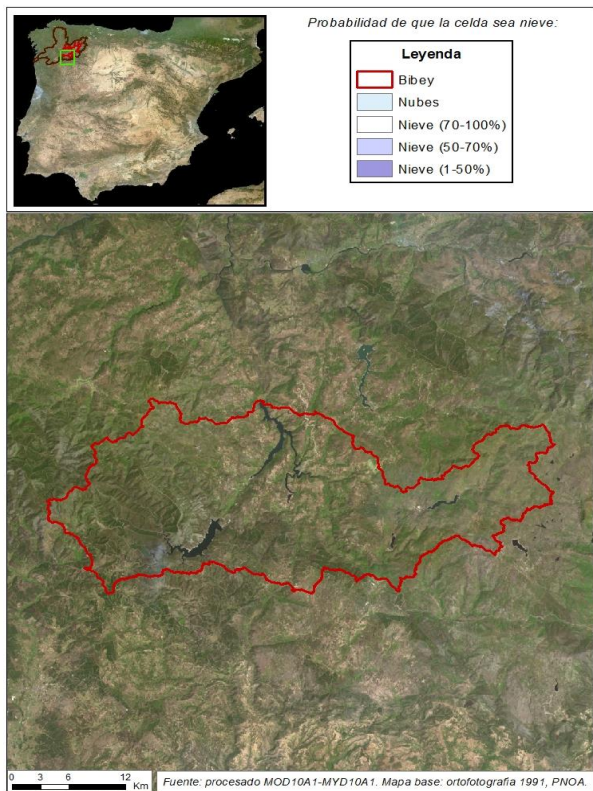 Probabilidad de que la celda sea nieve:
Leyenda
Bibey
Nubes
Nieve (70-100%)
Nieve (50-70%)
Nieve (1-50%)
0 3 6 12
Km
Fuente: procesado MOD10A1-MYD10A1. Mapa base: ortofotografía 1991, PNOA.